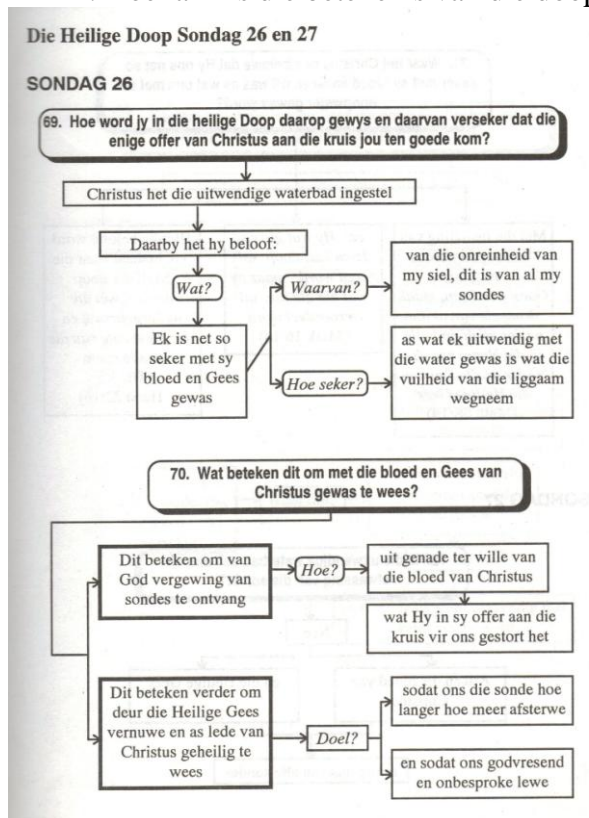 Die Heilige Doop Sondag 26 en 27
SONDAG 26
69. Hoe word jy in die heilige Doop daarop gewys en daarvan verseker dat die
enige offer van Christus aan die kruis jou ten goede kom?
Christus het die uitwendige waterbad ingestel
Daarby het hy beloof:
Wat?
Ek is net so
seker met sy
bloed en Gees
gewas
Waarvan?
van die onreinheid van
my siel, dit is van al my
sondes
Hoe seker?
as wat ek uitwendig met
die water gewas is wat die
vuilheid van die liggaam
wegneem
70. Wat beteken dit om met die bloed en Gees van
Christus gewas te wees?
Dit beteken om van
God vergewing van
sondes te ontvang
Hoe?
uit genade ter wille van
die bloed van Christus
wat Hy in sy offer aan die
kruis vir ons gestort het
Dit beteken verder om
deur die Heilige Gees
vernuwe en as lede van
Christus geheilig te
wees
Doel?
sodat ons die sonde hoe
langer hoe meer afsterwe
en sodat ons godvresend
en onbesproke lewe